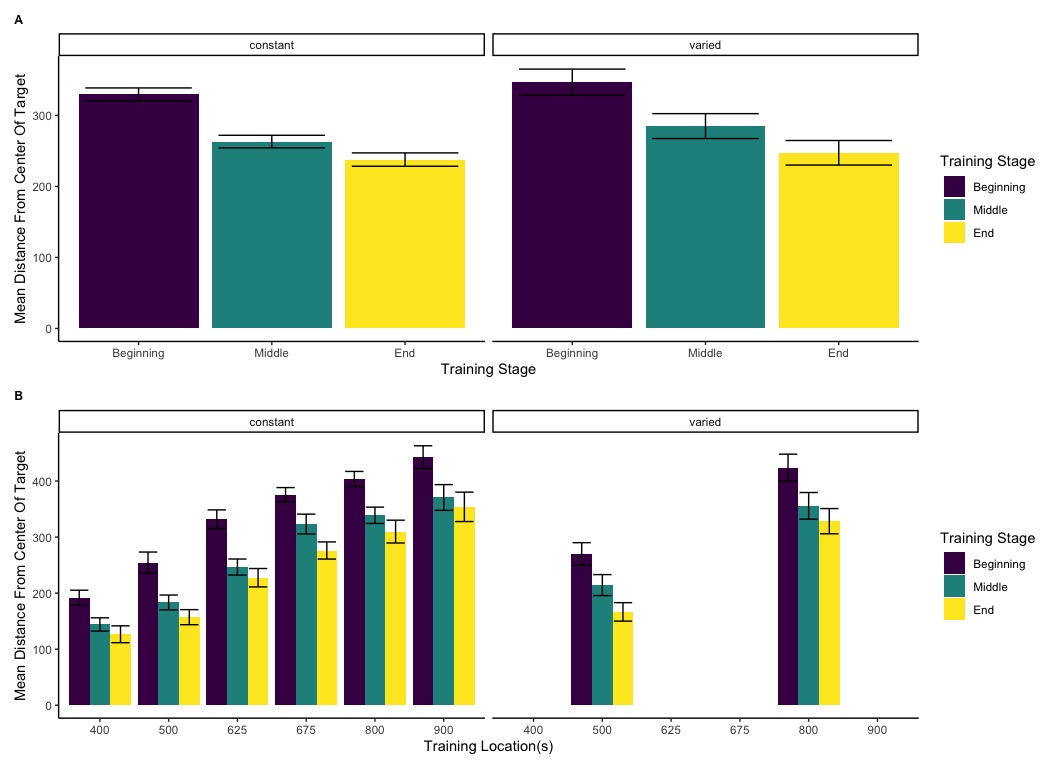 A
constant
varied
Mean Distance From Center Of Target
300
200
100
0
Beginning
Middle
End
Beginning
Middle
End
Training Stage
Training Stage
Beginning
Middle
End
B
constant
varied
Mean Distance From Center Of Target
400
300
200
100
0
400
500
625
675
800
900
400
500
625
675
800
900
Training Location(s)
Training Stage
Beginning
Middle
End